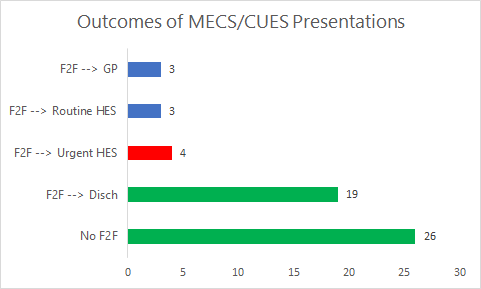 Outcomes of MECS/CUES Presentations
F2F --> GP
3
F2F --> Routine HES
3
F2F --> Urgent HES
4
F2F --> Disch
19
No F2F
26
0 5 10 15 20 25 30